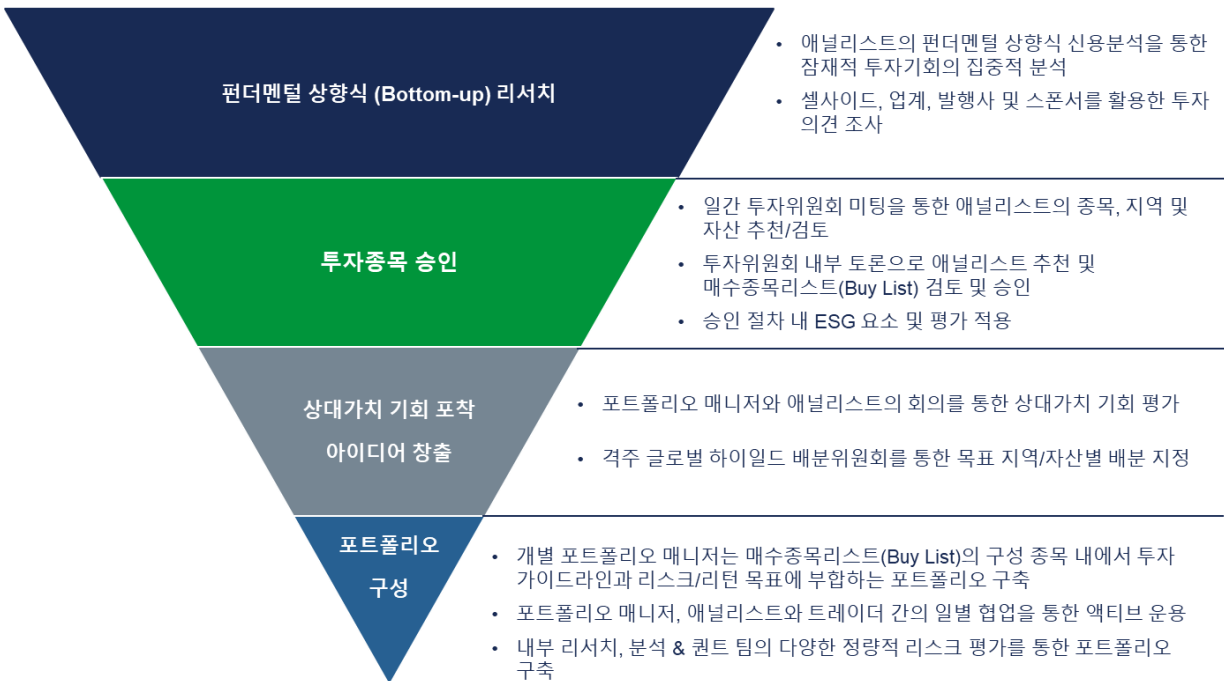 펀더멘털 상향식 (Bottom-up) 리서치
• 애널리스트의 펀더멘털 상향식 신용분석을 통한
잠재적 투자기회의 집중적 분석
• 셀사이드, 업계, 발행사 및 스폰서를 활용한 투자
의견 조사
투자종목 승인
• 일간 투자위원회 미팅을 통한 애널리스트의 종목, 지역 및
자산 추천/검토
• 투자위원회 내부 토론으로 애널리스트 추천 및
매수종목리스트(Buy List) 검토 및 승인
• 승인 절차 내 ESG 요소 및 평가 적용
상대가치 기회 포착
아이디어 창출
• 포트폴리오 매니저와 애널리스트의 회의를 통한 상대가치 기회 평가
• 격주 글로벌 하이일드 배분위원회를 통한 목표 지역/자산별 배분 지정
포트폴리오
구성
• 개별 포트폴리오 매니저는 매수종목리스트(Buy List)의 구성 종목 내에서 투자
가이드라인과 리스크/리턴 목표에 부합하는 포트폴리오 구축
• 포트폴리오 매니저, 애널리스트와 트레이더 간의 일별 협업을 통한 액티브 운용
• 내부 리서치, 분석 & 퀀트 팀의 다양한 정량적 리스크 평가를 통한 포트폴리오
구축